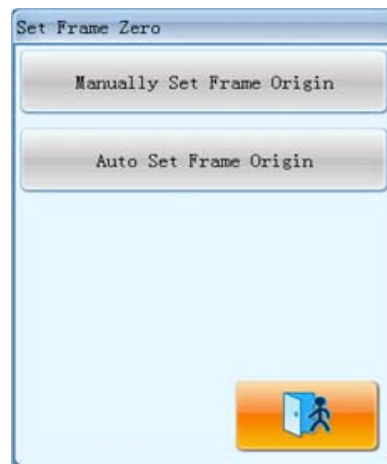 Set Frame Zero
Manually Set Frame Origin
Auto Set Frame Origin